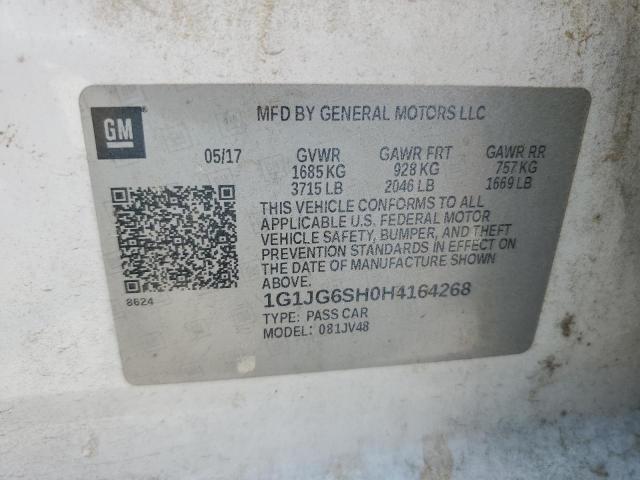 GM
MFD BY GENERAL MOTORS LLC
05/17 GVWR GAWR FRT GAWR RR
1685 KG 928 KG 757 KG
3715 LB 2046 LB 1669 LB
THIS VEHICLE CONFORMS TO ALL
APPLICABLE U.S. FEDERAL MOTOR
VEHICLE SAFETY, BUMPER, AND THEFT
PREVENTION STANDARDS IN EFFECT ON
THE DATE OF MANUFACTURE SHOWN
ABOVE.
8624
1G1JG6SH0H4164268
TYPE: PASS CAR
MODEL: 081JV48